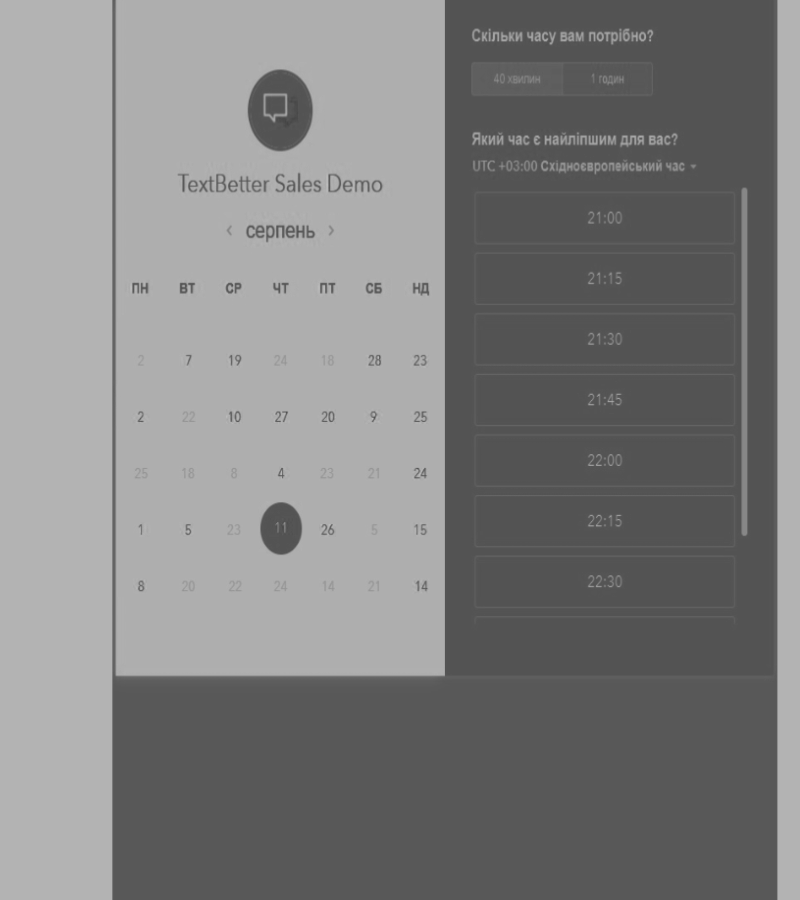 TextBetter Sales Demo
‹ серпень ›
ПН ВТ СР ЧТ ПТ СБ НД
2 7 19 24 18 28 23
2 22 10 27 20 9 25
25 18 8 4 23 21 24
1 5 23 11 26 5 15
8 20 22 24 14 21 14
Скільки часу вам потрібно?
40 хвилин 1 годин
Який час є найліпшим для вас?
UTC +03:00 Східноєвропейський час
21:00
21:15
21:30
21:45
22:00
22:15
22:30